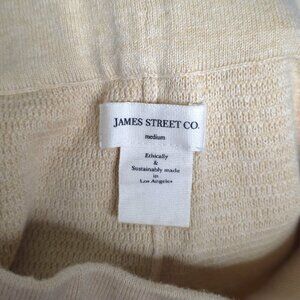 JAMES STREET CO.
medium
Ethically
&
Sustainably made
in
Los Angeles